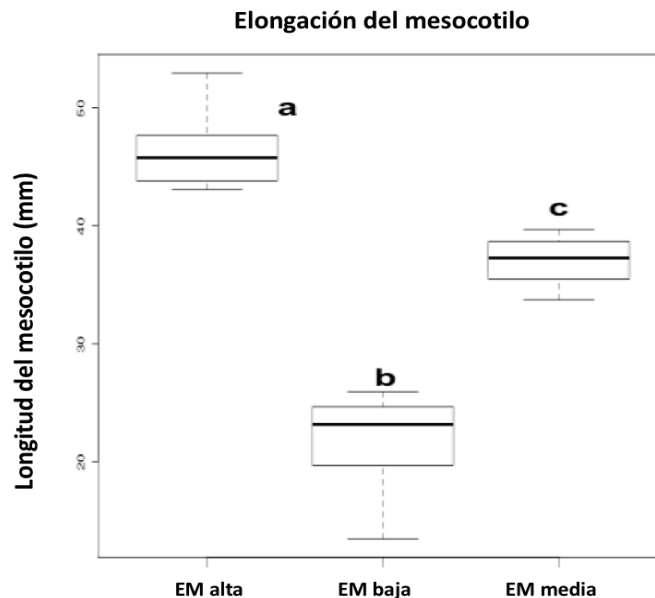 Elongación del mesocotilo
Longitud del mesocotilo (mm)
50
40
30
20
a
b
c
EM alta
EM baja
EM media